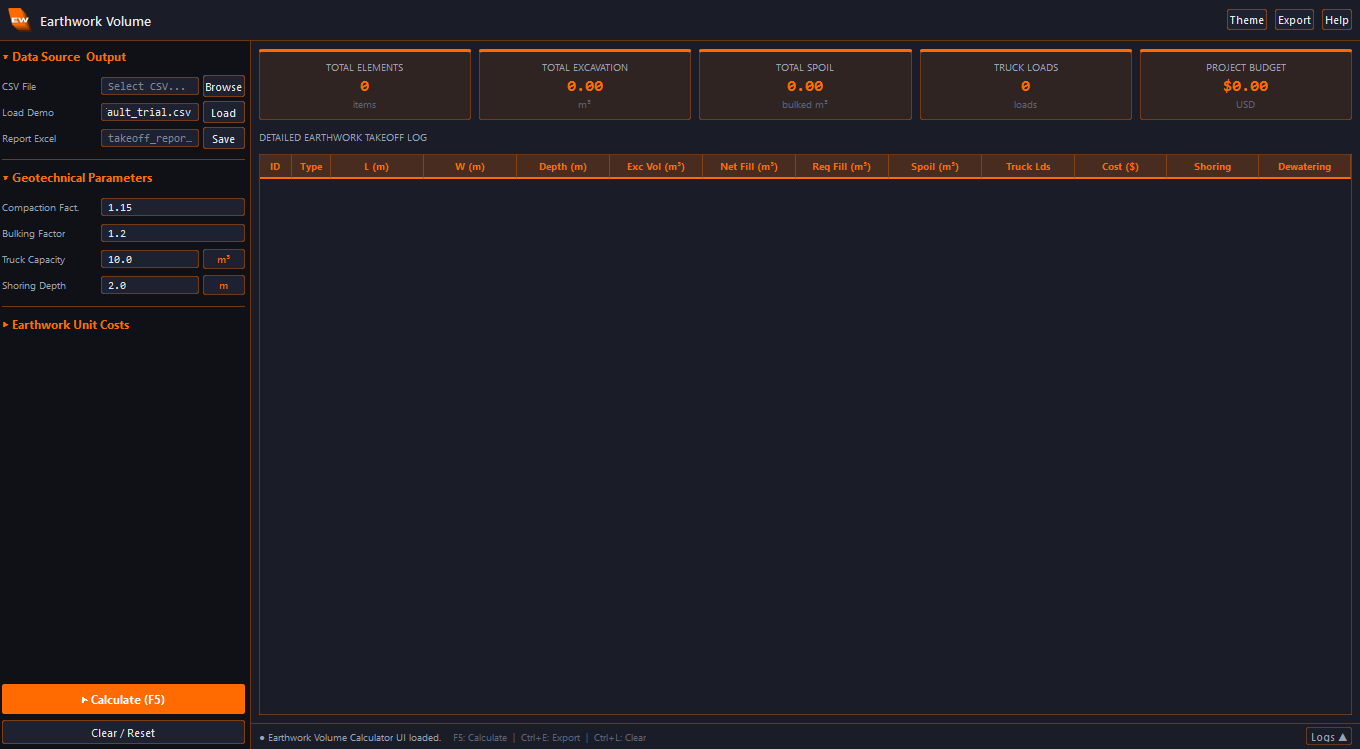 EW Earthwork Volume Theme Export Help
▾ Data Source Output
CSV File Select CSV... Browse
Load Demo ault_trial.csv Load
Report Excel takeoff_repor… Save
▾ Geotechnical Parameters
Compaction Fact. 1.15
Bulking Factor 1.2
Truck Capacity 10.0 m³
Shoring Depth 2.0 m
▸ Earthwork Unit Costs
▸ Calculate (F5)
Clear / Reset
TOTAL ELEMENTS
0
items
TOTAL EXCAVATION
0.00
m³
TOTAL SPOIL
0.00
bulked m³
TRUCK LOADS
0
loads
PROJECT BUDGET
$0.00
USD
DETAILED EARTHWORK TAKEOFF LOG
ID Type L (m) W (m) Depth (m) Exc Vol (m³) Net Fill (m³) Req Fill (m³) Spoil (m³) Truck Lds Cost ($) Shoring Dewatering
● Earthwork Volume Calculator UI loaded. F5: Calculate | Ctrl+E: Export | Ctrl+L: Clear Logs ▲